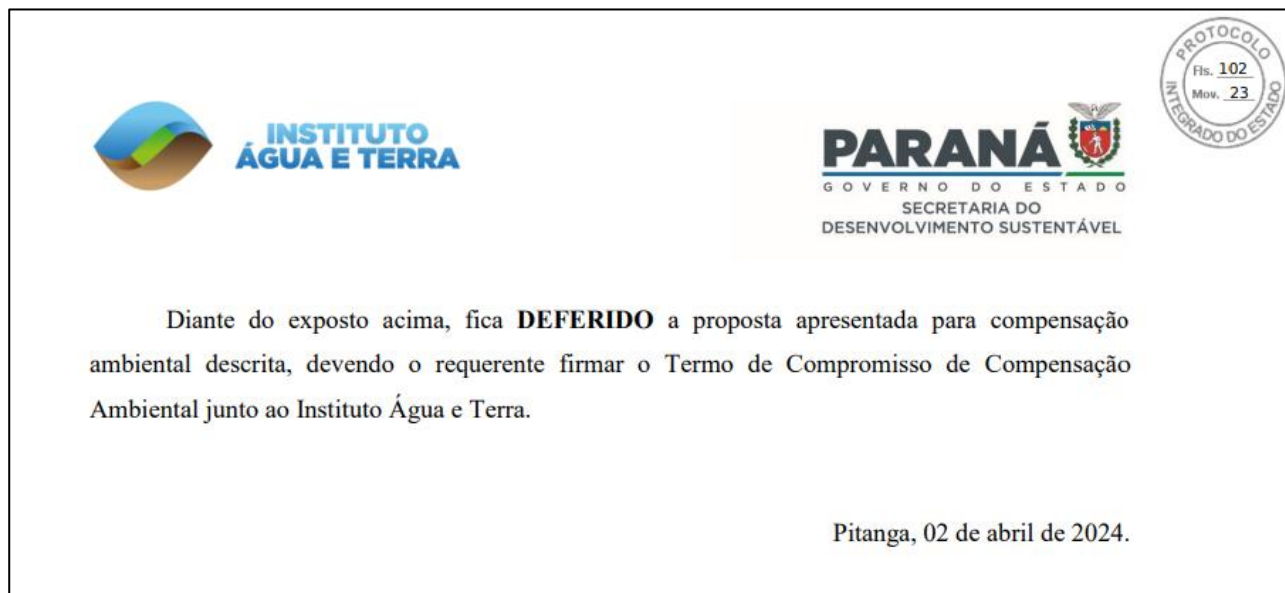 PROTOCOLO
Fls. 102
Mov. 23
INTEGRADO DO ESTADO
INSTITUTO
ÁGUA E TERRA
PARANÁ
GOVERNO DO ESTADO
SECRETARIA DO
DESENVOLVIMENTO SUSTENTÁVEL
Diante do exposto acima, fica DEFERIDO a proposta apresentada para compensação
ambiental descrita, devendo o requerente firmar o Termo de Compromisso de Compensação
Ambiental junto ao Instituto Água e Terra.
Pitanga, 02 de abril de 2024.